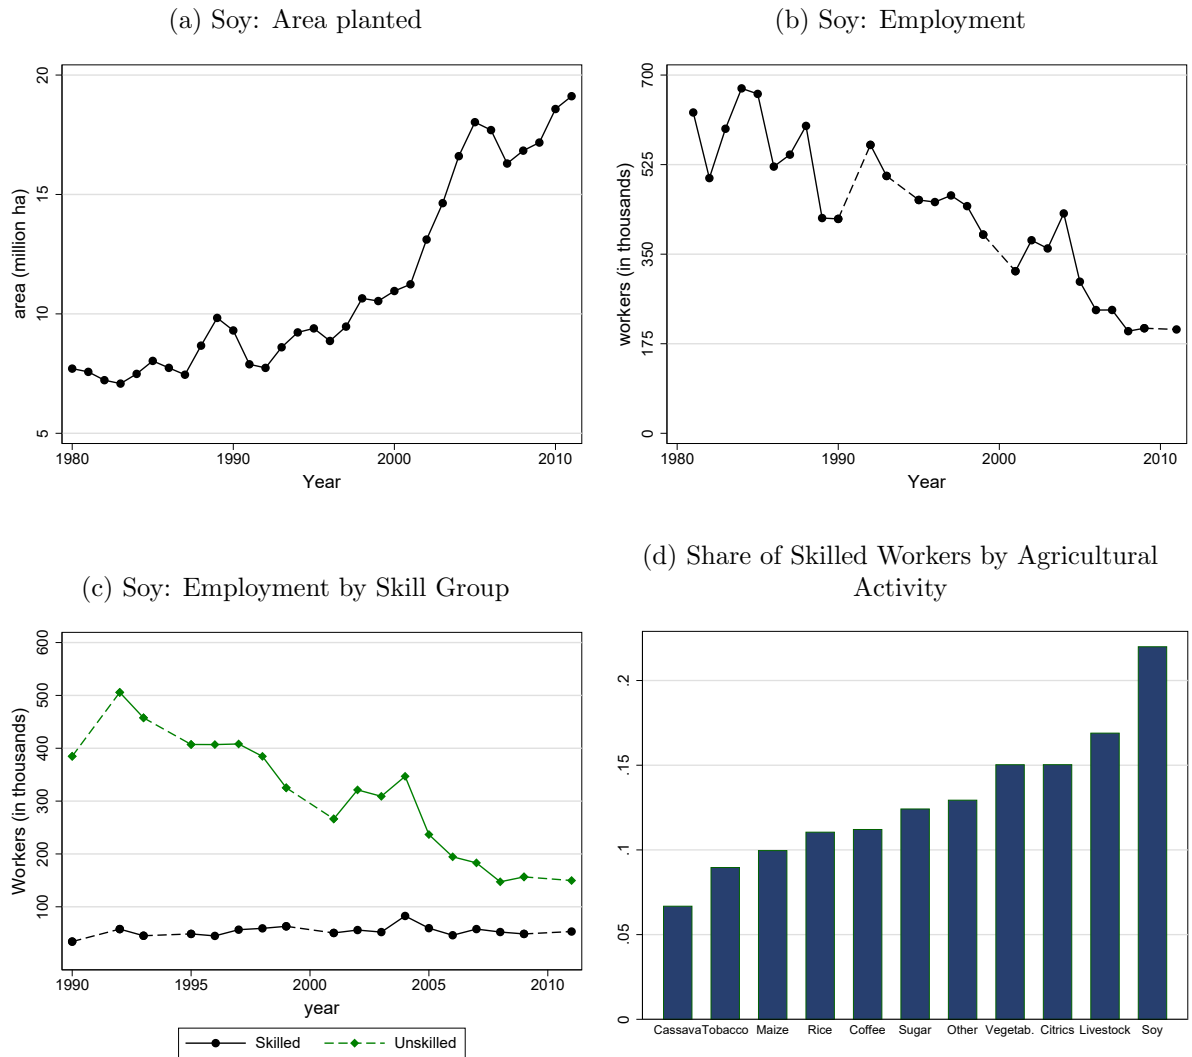 (a) Soy: Area planted
20
15
10
5
area (million ha)
1980 1990 2000 2010
Year
(b) Soy: Employment
700
525
350
175
0
workers (in thousands)
1980 1990 2000 2010
Year
(c) Soy: Employment by Skill Group
600
500
400
300
200
100
Workers (in thousands)
1990 1995 2000 2005 2010
year
Skilled Unskilled
(d) Share of Skilled Workers by Agricultural
Activity
.2
.15
.1
.05
0
Cassava Tobacco Maize Rice Coffee Sugar Other Vegetab. Citrics Livestock Soy